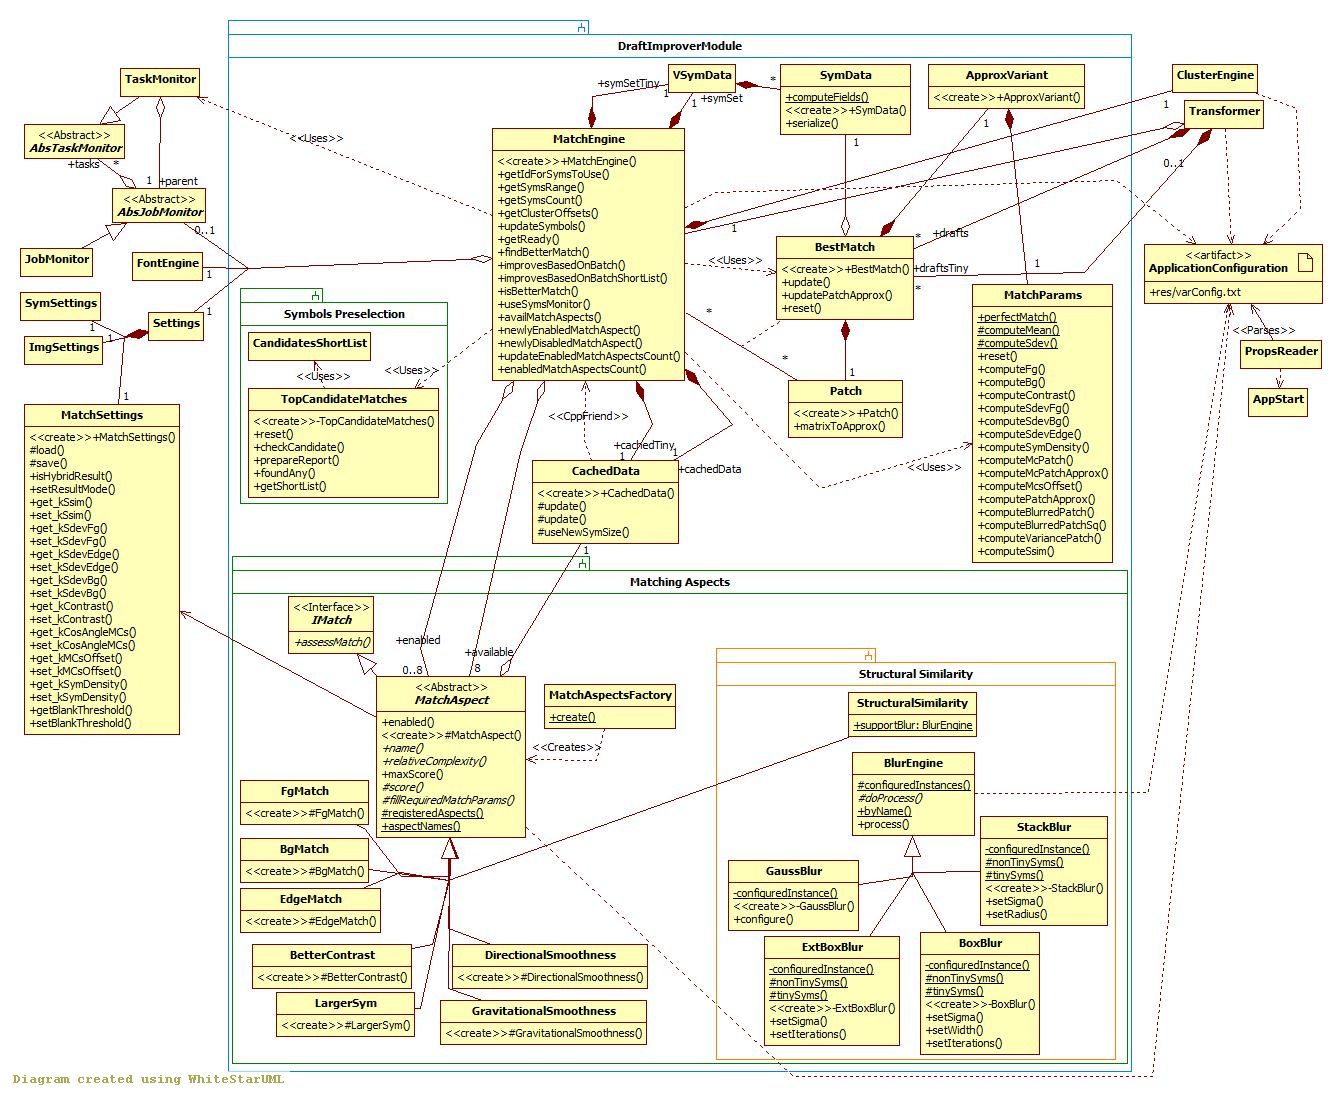 DraftImproverModule
TaskMonitor
<<Abstract>>
AbsTaskMonitor
+tasks
*
1
+parent
<<Abstract>>
AbsJobMonitor
0..1
JobMonitor
FontEngine
1
SymSettings
1
ImgSettings
1
Settings
1
1
MatchSettings
<<create>>+MatchSettings()
#load()
#save()
+isHybridResult()
+setResultMode()
+get_kSsim()
+set_kSsim()
+get_kSdevFg()
+set_kSdevFg()
+get_kSdevEdge()
+set_kSdevEdge()
+get_kSdevBg()
+set_kSdevBg()
+get_kContrast()
+set_kContrast()
+get_kCosAngleMCs()
+set_kCosAngleMCs()
+get_kMCsOffset()
+set_kMCsOffset()
+get_kSymDensity()
+set_kSymDensity()
+getBlankThreshold()
+setBlankThreshold()
<<Uses>>
MatchEngine
<<create>>+MatchEngine()
+getIdForSymsToUse()
+getSymsRange()
+getSymsCount()
+getClusterOffsets()
+updateSymbols()
+getReady()
+findBetterMatch()
+improvesBasedOnBatch()
+improvesBasedOnBatchShortList()
+isBetterMatch()
+useSymsMonitor()
+availMatchAspects()
+newlyEnabledMatchAspect()
+newlyDisabledMatchAspect()
+updateEnabledMatchAspectsCount()
+enabledMatchAspectsCount()
+symSetTiny
1
VSymData
1
+symSet
*
SymData
+computeFields()
<<create>>+SymData()
+serialize()
1
ApproxVariant
<<create>>+ApproxVariant()
1
ClusterEngine
1
Transformer
0..1
1
*
+drafts
+draftsTiny
*
BestMatch
<<create>>+BestMatch()
+update()
+updatePatchApprox()
+reset()
<<Uses>>
*
*
1
Patch
<<create>>+Patch()
+matrixToApprox()
1
MatchParams
+perfectMatch()
#computeMean()
#computeSdev()
+reset()
+computeFg()
+computeBg()
+computeContrast()
+computeSdevFg()
+computeSdevBg()
+computeSdevEdge()
+computeSymDensity()
+computeMcPatch()
+computeMcPatchApprox()
+computeMcsOffset()
+computePatchApprox()
+computeBlurredPatch()
+computeBlurredPatchSq()
+computeVariancePatch()
+computeSsim()
<<Uses>>
<<artifact>>
ApplicationConfiguration
+res/varConfig.txt
<<Parses>>
PropsReader
AppStart
Symbols Preselection
CandidatesShortList
<<Uses>>
<<Uses>>
TopCandidateMatches
<<create>>-TopCandidateMatches()
+reset()
+checkCandidate()
+prepareReport()
+foundAny()
+getShortList()
<<CppFriend>>
+cachedTiny
1
1
+cachedData
CachedData
<<create>>+CachedData()
#update()
#update()
#useNewSymSize()
1
Matching Aspects
<<Interface>>
IMatch
+assessMatch()
+enabled
0..8
+available
8
<<Abstract>>
MatchAspect
+enabled()
<<create>>#MatchAspect()
+name()
+relativeComplexity()
+maxScore()
#score()
#fillRequiredMatchParams()
#registeredAspects()
+aspectNames()
MatchAspectsFactory
+create()
<<Creates>>
FgMatch
<<create>>#FgMatch()
BgMatch
<<create>>#BgMatch()
EdgeMatch
<<create>>#EdgeMatch()
BetterContrast
<<create>>#BetterContrast()
LargerSym
<<create>>#LargerSym()
DirectionalSmoothness
<<create>>#DirectionalSmoothness()
GravitationalSmoothness
<<create>>#GravitationalSmoothness()
Structural Similarity
StructuralSimilarity
+supportBlur: BlurEngine
BlurEngine
#configuredInstances()
#doProcess()
+byName()
+process()
StackBlur
-configuredInstance()
#nonTinySyms()
#tinySyms()
<<create>>-StackBlur()
+setSigma()
+setRadius()
GaussBlur
-configuredInstance()
<<create>>-GaussBlur()
+configure()
ExtBoxBlur
-configuredInstance()
#nonTinySyms()
#tinySyms()
<<create>>-ExtBoxBlur()
+setSigma()
+setIterations()
BoxBlur
-configuredInstance()
#nonTinySyms()
#tinySyms()
<<create>>-BoxBlur()
+setSigma()
+setWidth()
+setIterations()
Diagram created using WhiteStarUML